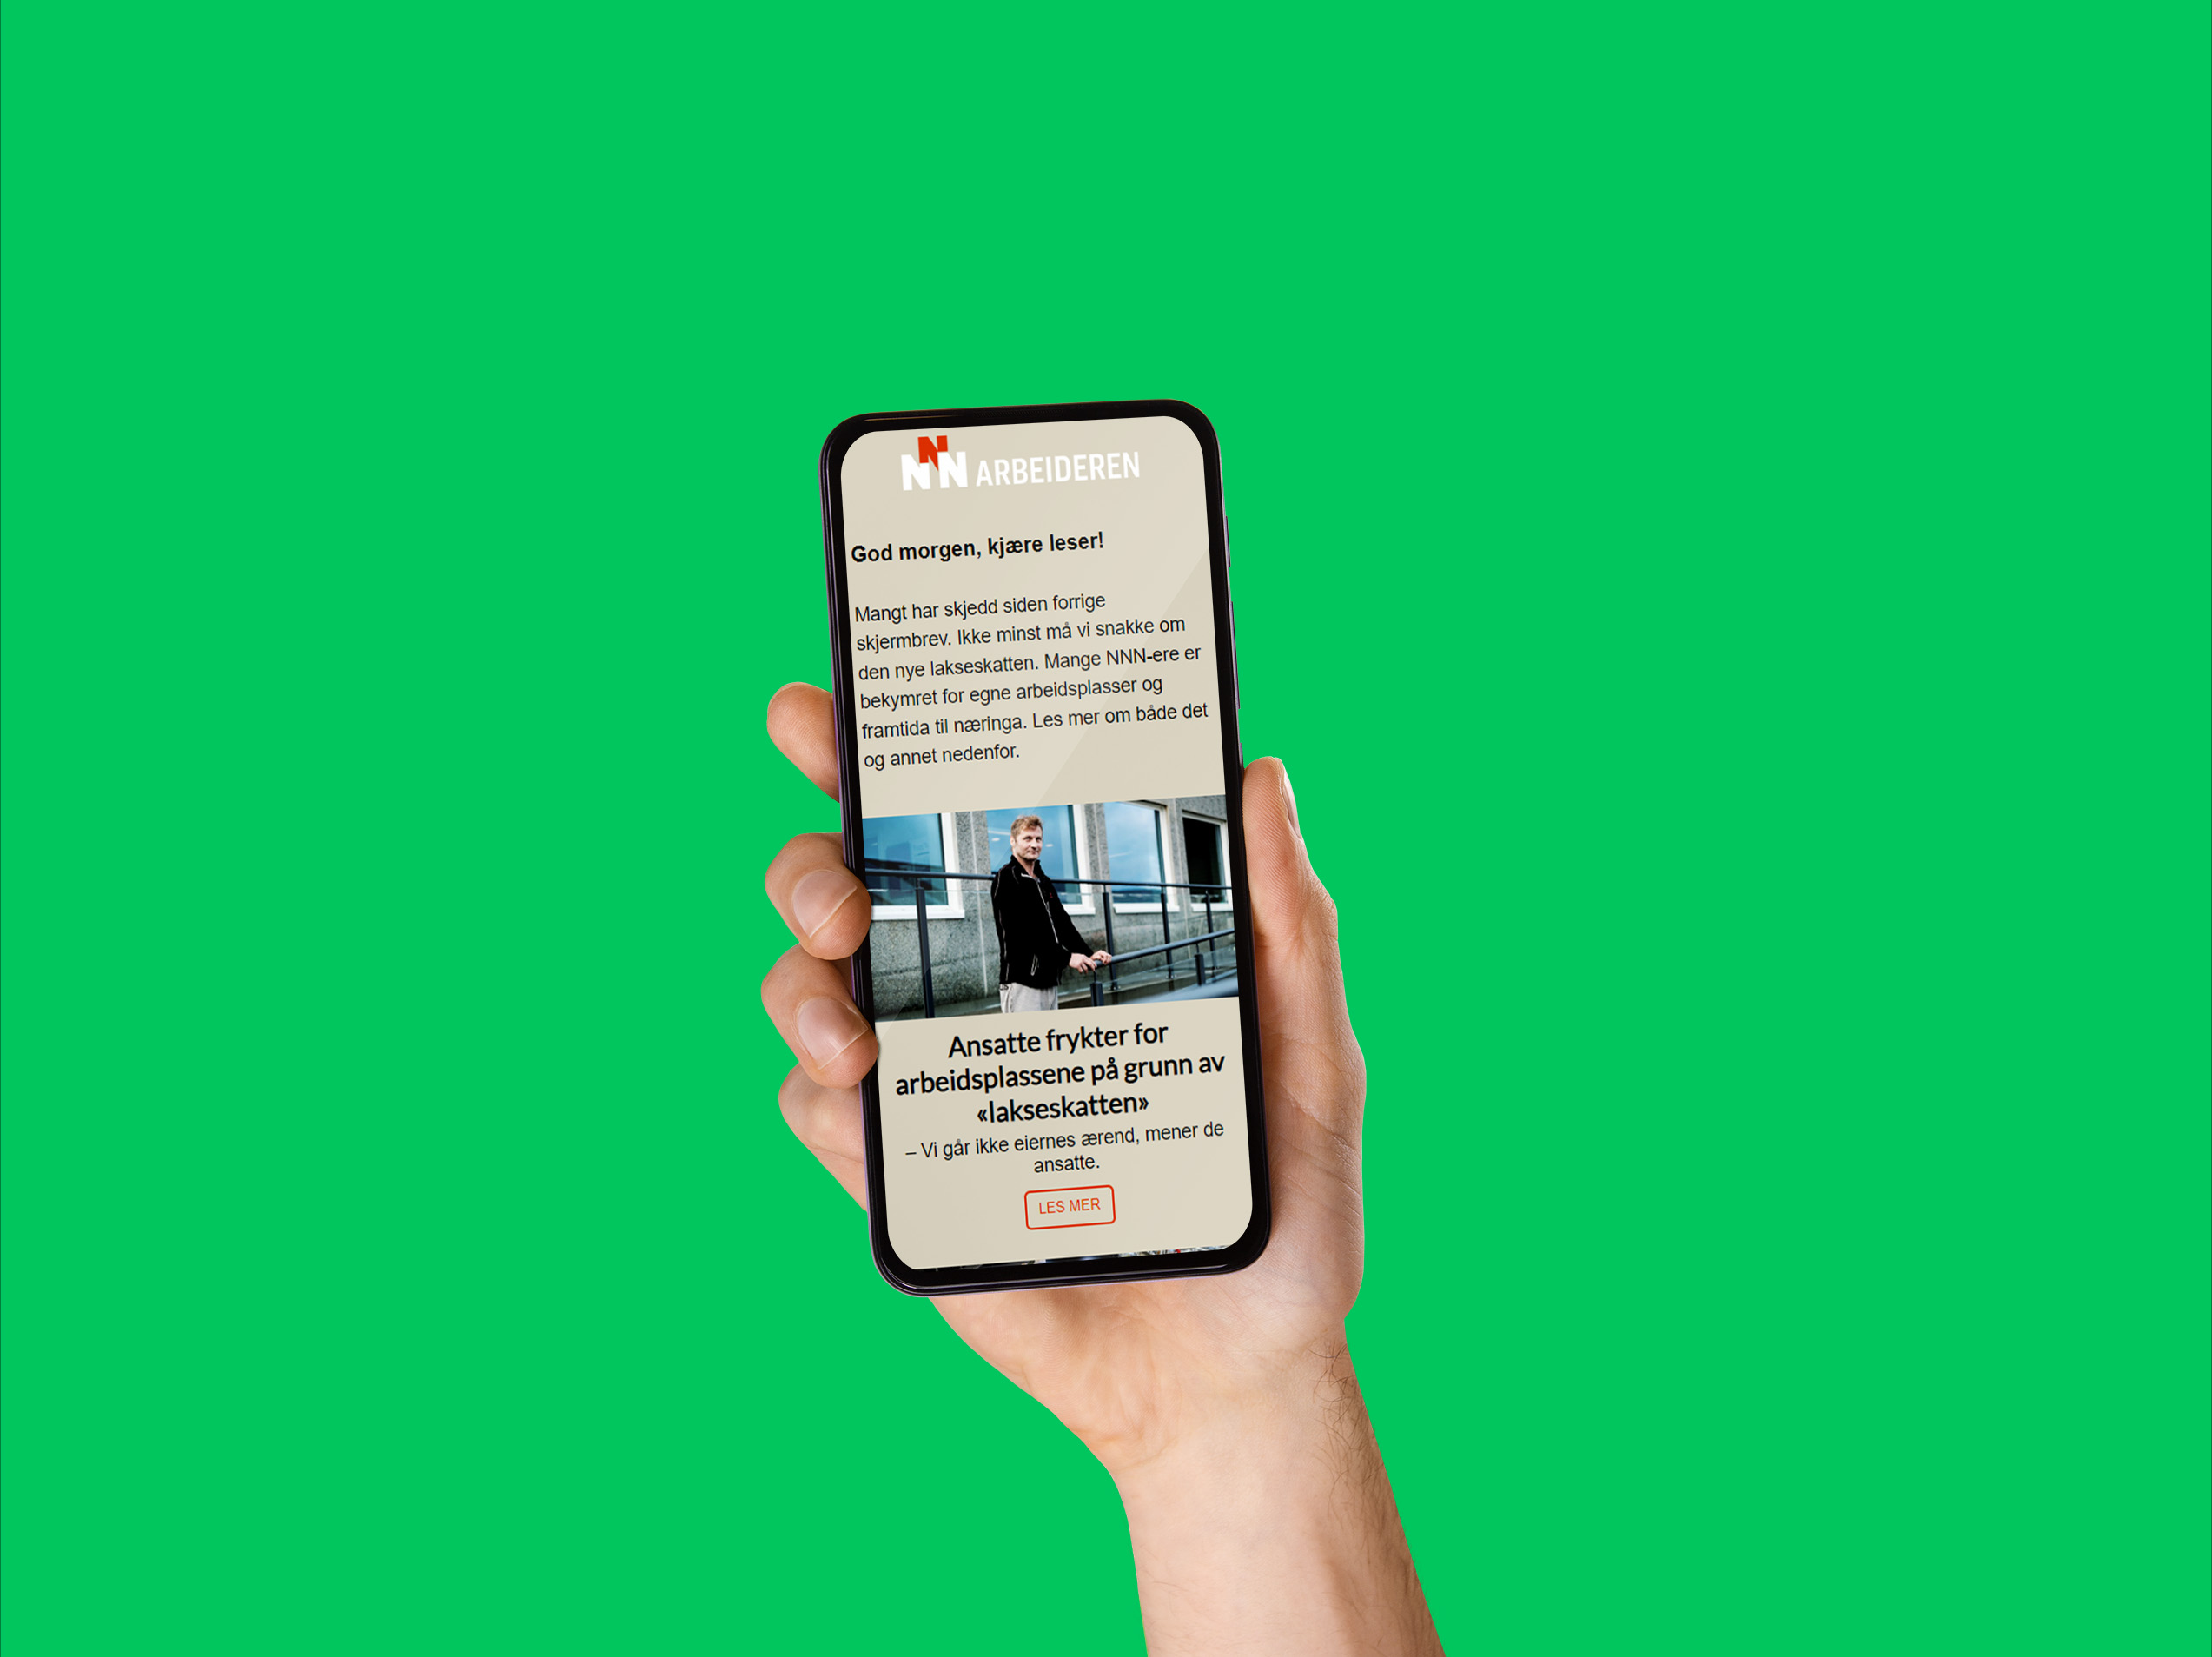 NNN ARBEIDEREN
God morgen, kjære leser!
Mangt har skjedd siden forrige
skjermbrev. Ikke minst må vi snakke om
den nye lakseskatten. Mange NNN-ere er
bekymret for egne arbeidsplasser og
framtida til næringa. Les mer om både det
og annet nedenfor.
Ansatte frykter for
arbeidsplassene på grunn av
«lakseskatten»
– Vi går ikke eiernes ærend, mener de
ansatte.
LES MER